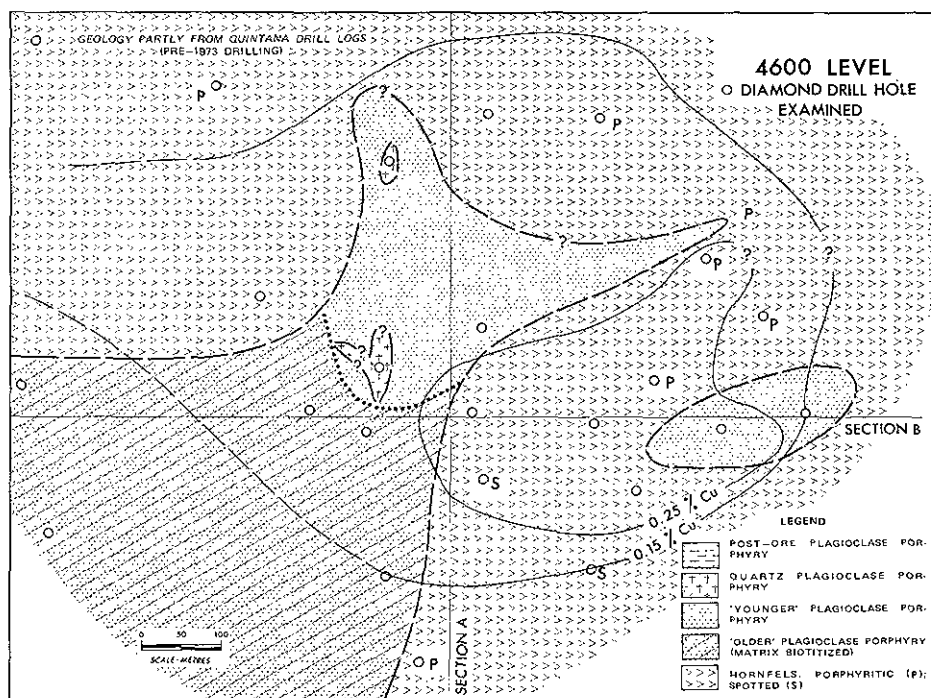 GEOLOGY PARTLY FROM QUINTANA DRILL LOGS
(PRE-1973 DRILLING)
4600 LEVEL
DIAMOND DRILL HOLE
EXAMINED
P
P
?
P
?
P
?
?
P
?
?
?
P
SECTION B
S
0.25 % Cu
0.15 % Cu
S
P
SECTION A
0 50 100
SCALE-METRES
LEGEND
POST-ORE PLAGIOCLASE POR-
PHYRY
QUARTZ PLAGIOCLASE POR-
PHYRY
'YOUNGER' PLAGIOCLASE POR-
PHYRY
'OLDER' PLAGIOCLASE PORPHYRY
(MATRIX BIOTITIZED)
HORNFELS, PORPHYRITIC (P);
SPOTTED (S)